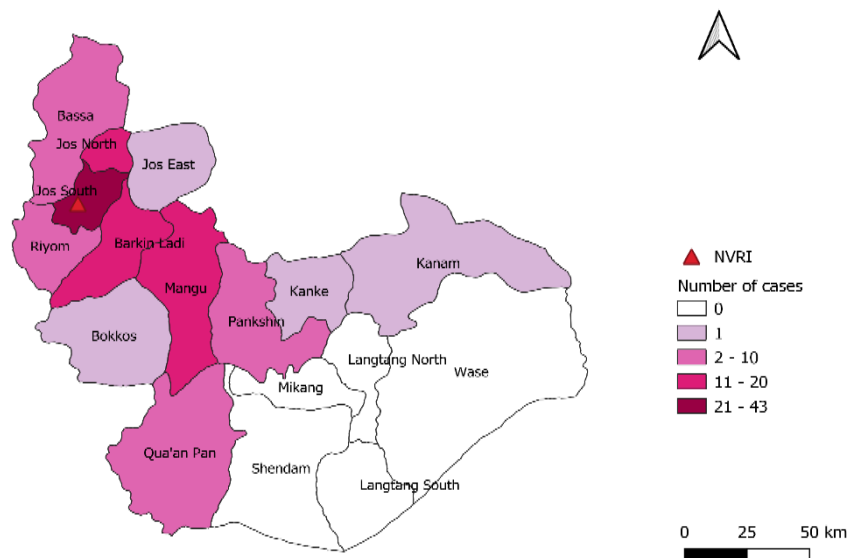 Bassa
Jos North
Jos East
Jos South
Riyom
Barkin Ladi
Kanam
Mangu
Kanke
Pankshin
Bokkos
Langtang North
Wase
Mikang
Qua'an Pan
Shendam
Langtang South
NVRI
Number of cases
0
1
2 - 10
11 - 20
21 - 43
0 25 50 km